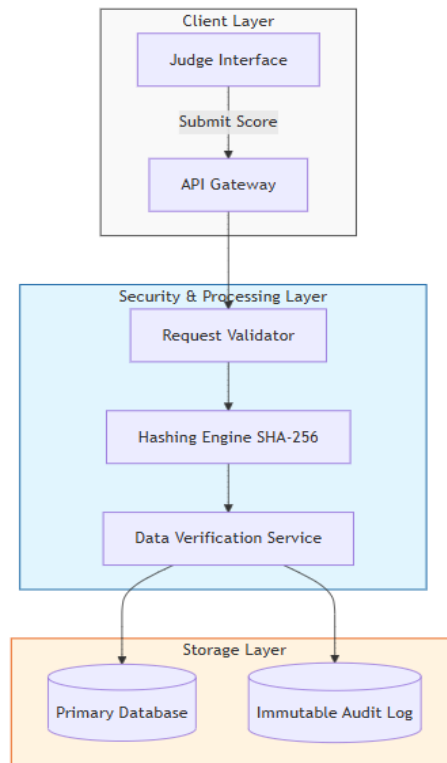 Client Layer
Judge Interface
Submit Score
API Gateway
Security & Processing Layer
Request Validator
Hashing Engine SHA-256
Data Verification Service
Storage Layer
Primary Database
Immutable Audit Log